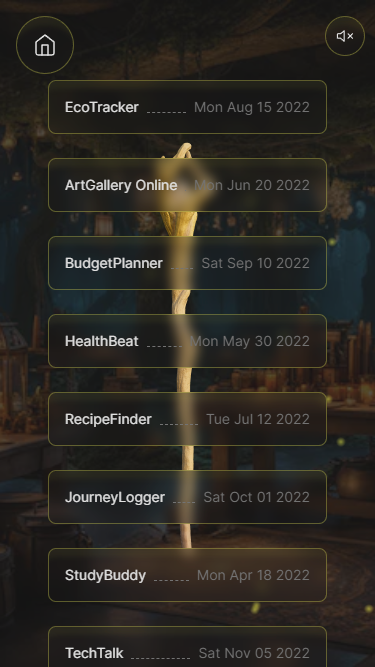 EcoTracker Mon Aug 15 2022
ArtGallery Online Mon Jun 20 2022
BudgetPlanner Sat Sep 10 2022
HealthBeat Mon May 30 2022
RecipeFinder Tue Jul 12 2022
JourneyLogger Sat Oct 01 2022
StudyBuddy Mon Apr 18 2022
TechTalk Sat Nov 05 2022